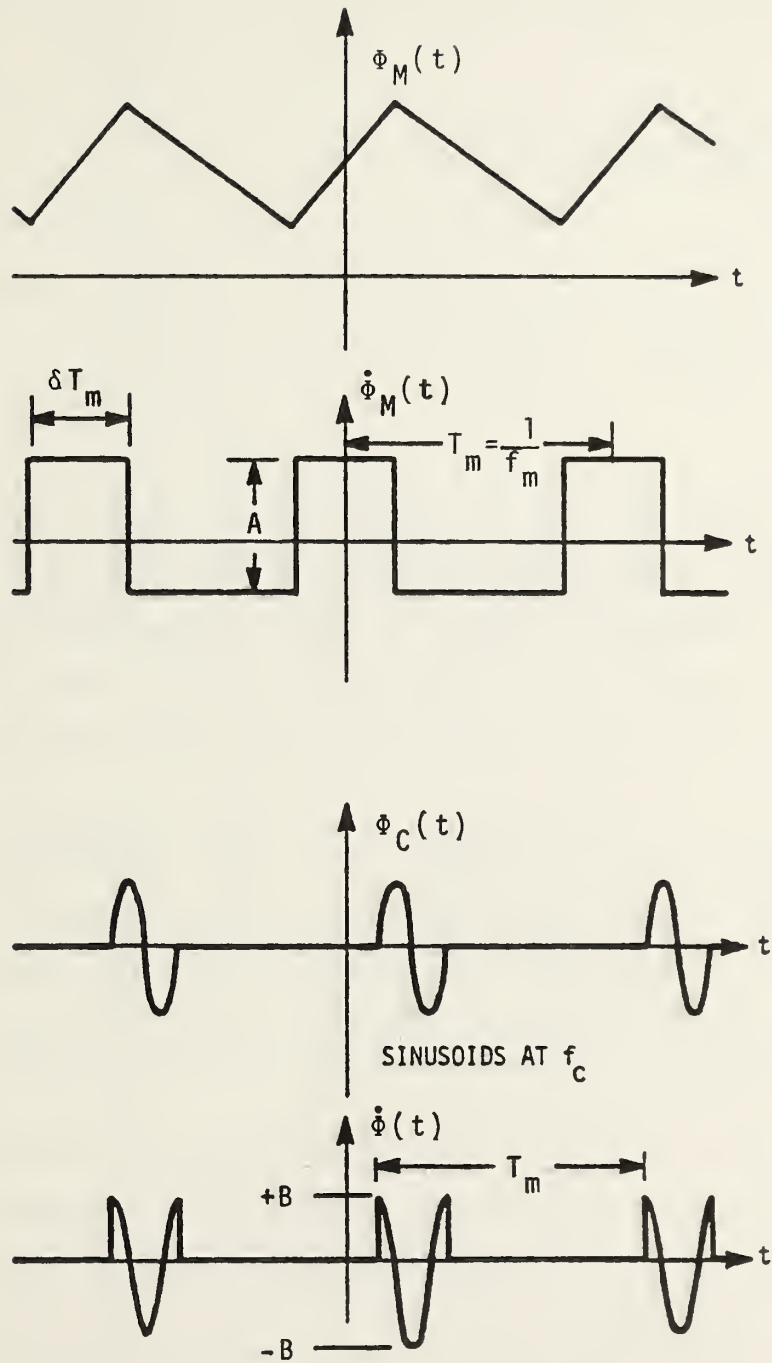 Φ_M(t)
t
δT_m
Φ̇_M(t)
T_m = 1/f_m
A
t
Φ_C(t)
t
SINUSOIDS AT f_c
Φ̇(t)
T_m
+B
t
-B